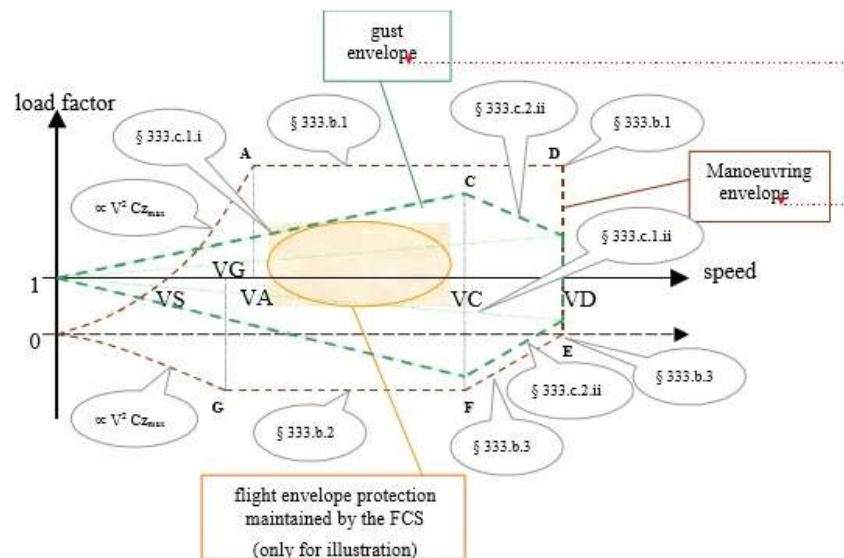 gust
envelope
load factor
§ 333.c.1.i
§ 333.b.1
§ 333.c.2.ii
§ 333.b.1
A
D
C
Manoeuvring
envelope
∝ V² Czmax
§ 333.c.1.ii
VG
speed
1
VS
VA
VC
VD
0
E
§ 333.b.3
§ 333.c.2.ii
G
F
∝ V² Czmax
§ 333.b.2
§ 333.b.3
flight envelope protection
maintained by the FCS
(only for illustration)